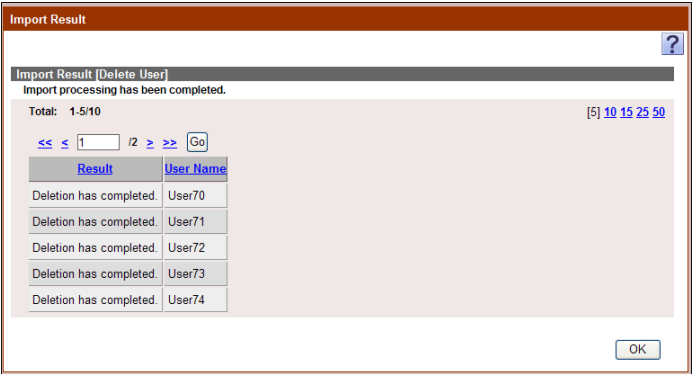 Import Result
?
Import Result [Delete User]
Import processing has been completed.
Total: 1-5/10 [5] 10 15 25 50
<< < 1 /2 > >> Go
Result User Name
Deletion has completed. User70
Deletion has completed. User71
Deletion has completed. User72
Deletion has completed. User73
Deletion has completed. User74
OK